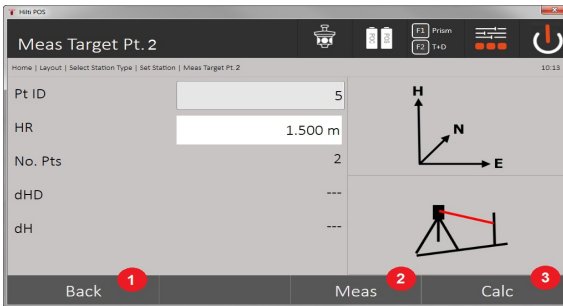 Hilti POS
Meas Target Pt. 2
POC
POS
F1 Prism
F2 T+D
Home | Layout | Select Station Type | Set Station | Meas Target Pt. 2
10:13
Pt ID 5
HR 1.500 m
No. Pts 2
dHD ---
dH ---
H
N
E
1
2
3
Back
Meas
Calc